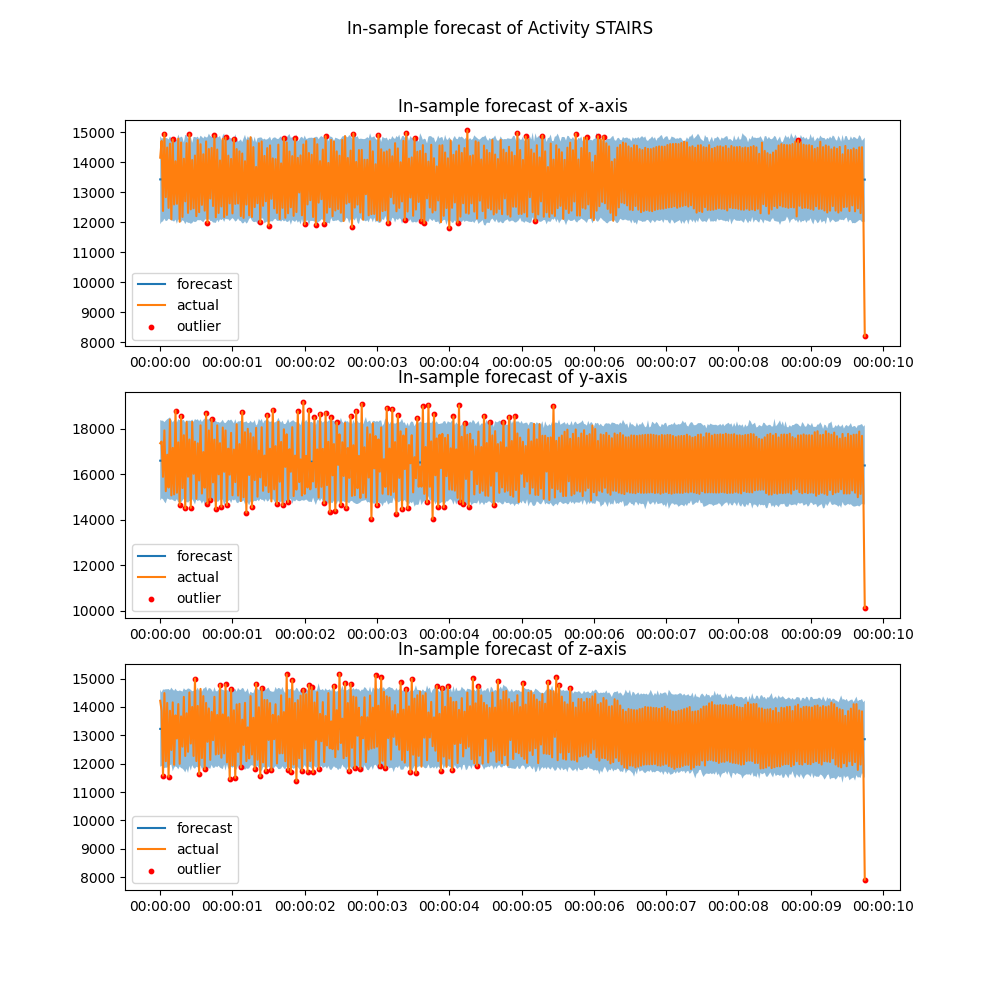 In-sample forecast of Activity STAIRS
In-sample forecast of x-axis
15000
14000
13000
12000
11000
10000
9000
8000
forecast
actual
outlier
00:00:00 00:00:01 00:00:02 00:00:03 00:00:04 00:00:05 00:00:06 00:00:07 00:00:08 00:00:09 00:00:10
In-sample forecast of y-axis
18000
16000
14000
12000
10000
forecast
actual
outlier
00:00:00 00:00:01 00:00:02 00:00:03 00:00:04 00:00:05 00:00:06 00:00:07 00:00:08 00:00:09 00:00:10
In-sample forecast of z-axis
15000
14000
13000
12000
11000
10000
9000
8000
forecast
actual
outlier
00:00:00 00:00:01 00:00:02 00:00:03 00:00:04 00:00:05 00:00:06 00:00:07 00:00:08 00:00:09 00:00:10